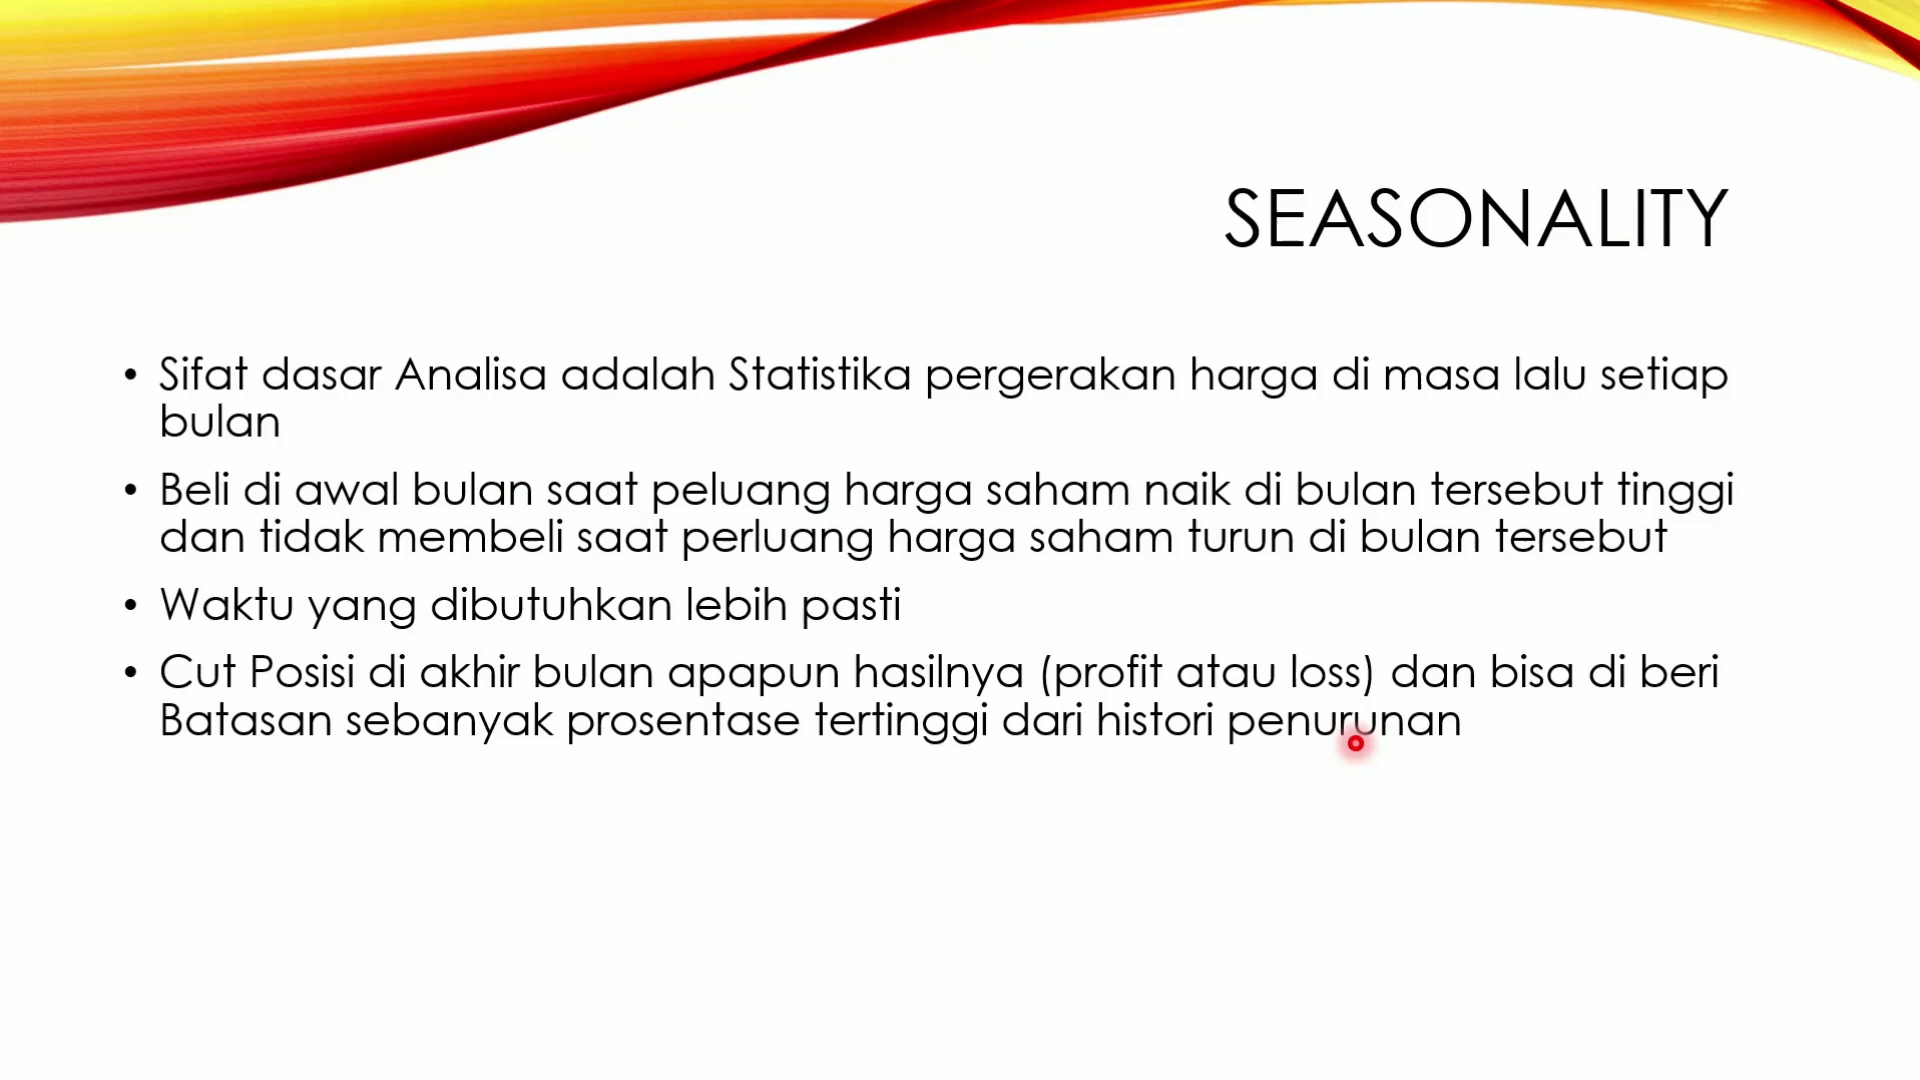 SEASONALITY
• Sifat dasar Analisa adalah Statistika pergerakan harga di masa lalu setiap
bulan
• Beli di awal bulan saat peluang harga saham naik di bulan tersebut tinggi
dan tidak membeli saat perluang harga saham turun di bulan tersebut
• Waktu yang dibutuhkan lebih pasti
• Cut Posisi di akhir bulan apapun hasilnya (profit atau loss) dan bisa di beri
Batasan sebanyak prosentase tertinggi dari histori penurunan